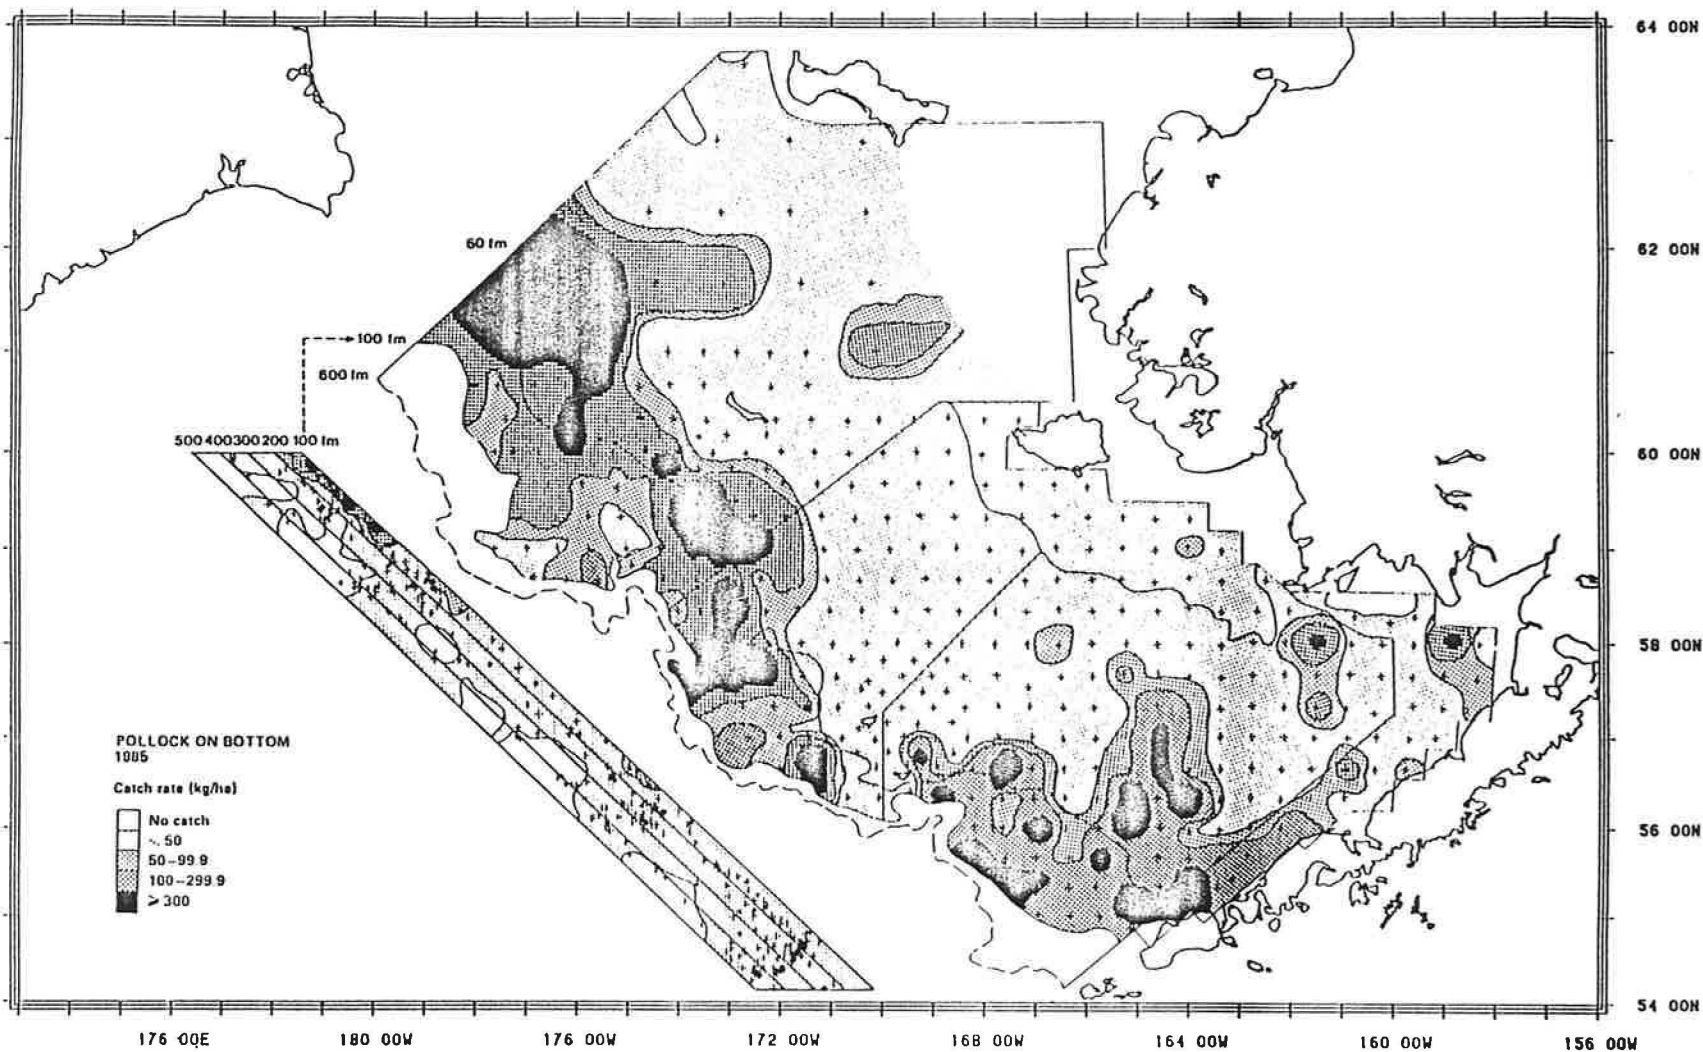 64 00N
60 fm
62 00N
100 fm
600 fm
500 400 300 200 100 fm
60 00N
58 00N
POLLOCK ON BOTTOM
1985
Catch rate (kg/ha)
No catch
< 50
50-99.9
100-299.9
≥ 300
56 00N
54 00N
176 00E 180 00W 176 00W 172 00W 168 00W 164 00W 160 00W 156 00W